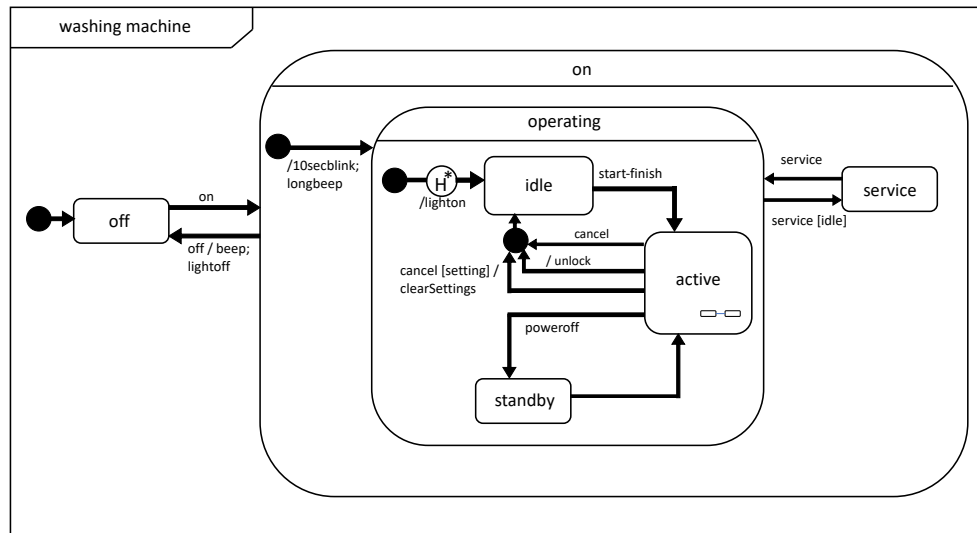 washing machine
on
operating
/10secblink;
longbeep
H*
/lighton
idle
start-finish
service
service
service [idle]
on
off
off / beep;
lightoff
cancel
/ unlock
cancel [setting] /
clearSettings
active
poweroff
standby